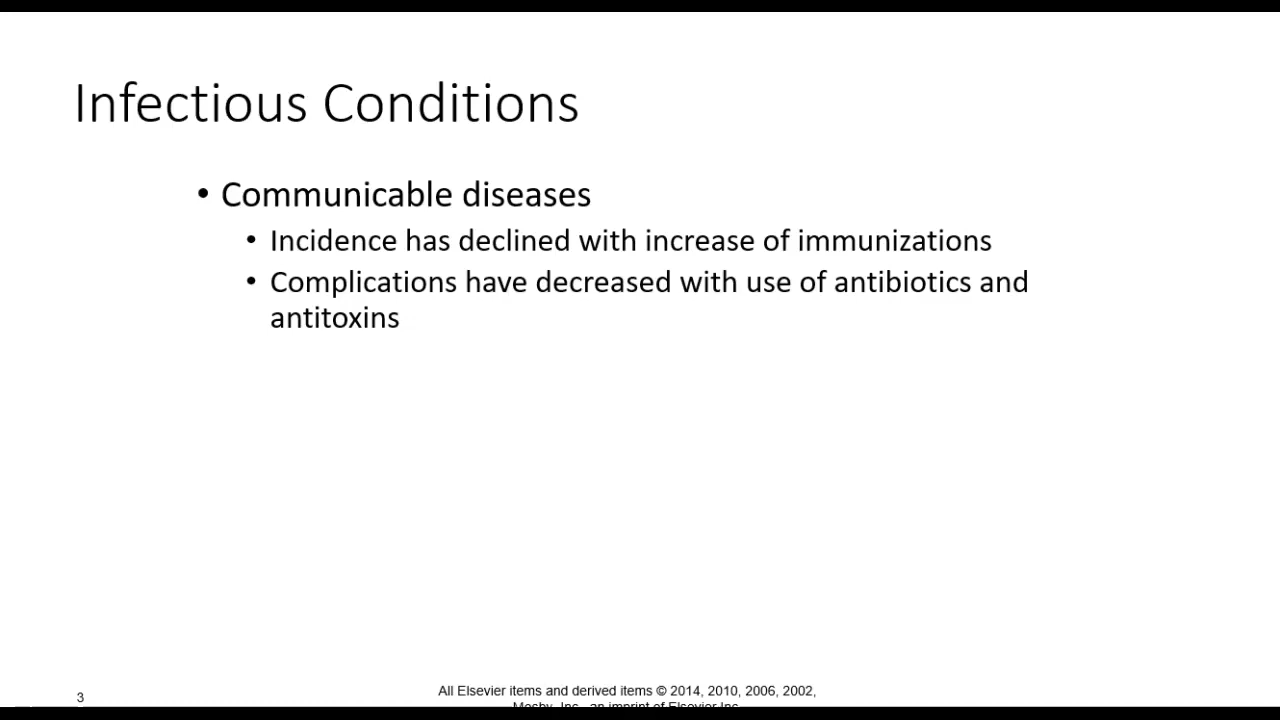 Infectious Conditions
• Communicable diseases
• Incidence has declined with increase of immunizations
• Complications have decreased with use of antibiotics and
antitoxins
3
All Elsevier items and derived items © 2014, 2010, 2006, 2002,
Mosby, Inc., an imprint of Elsevier Inc.